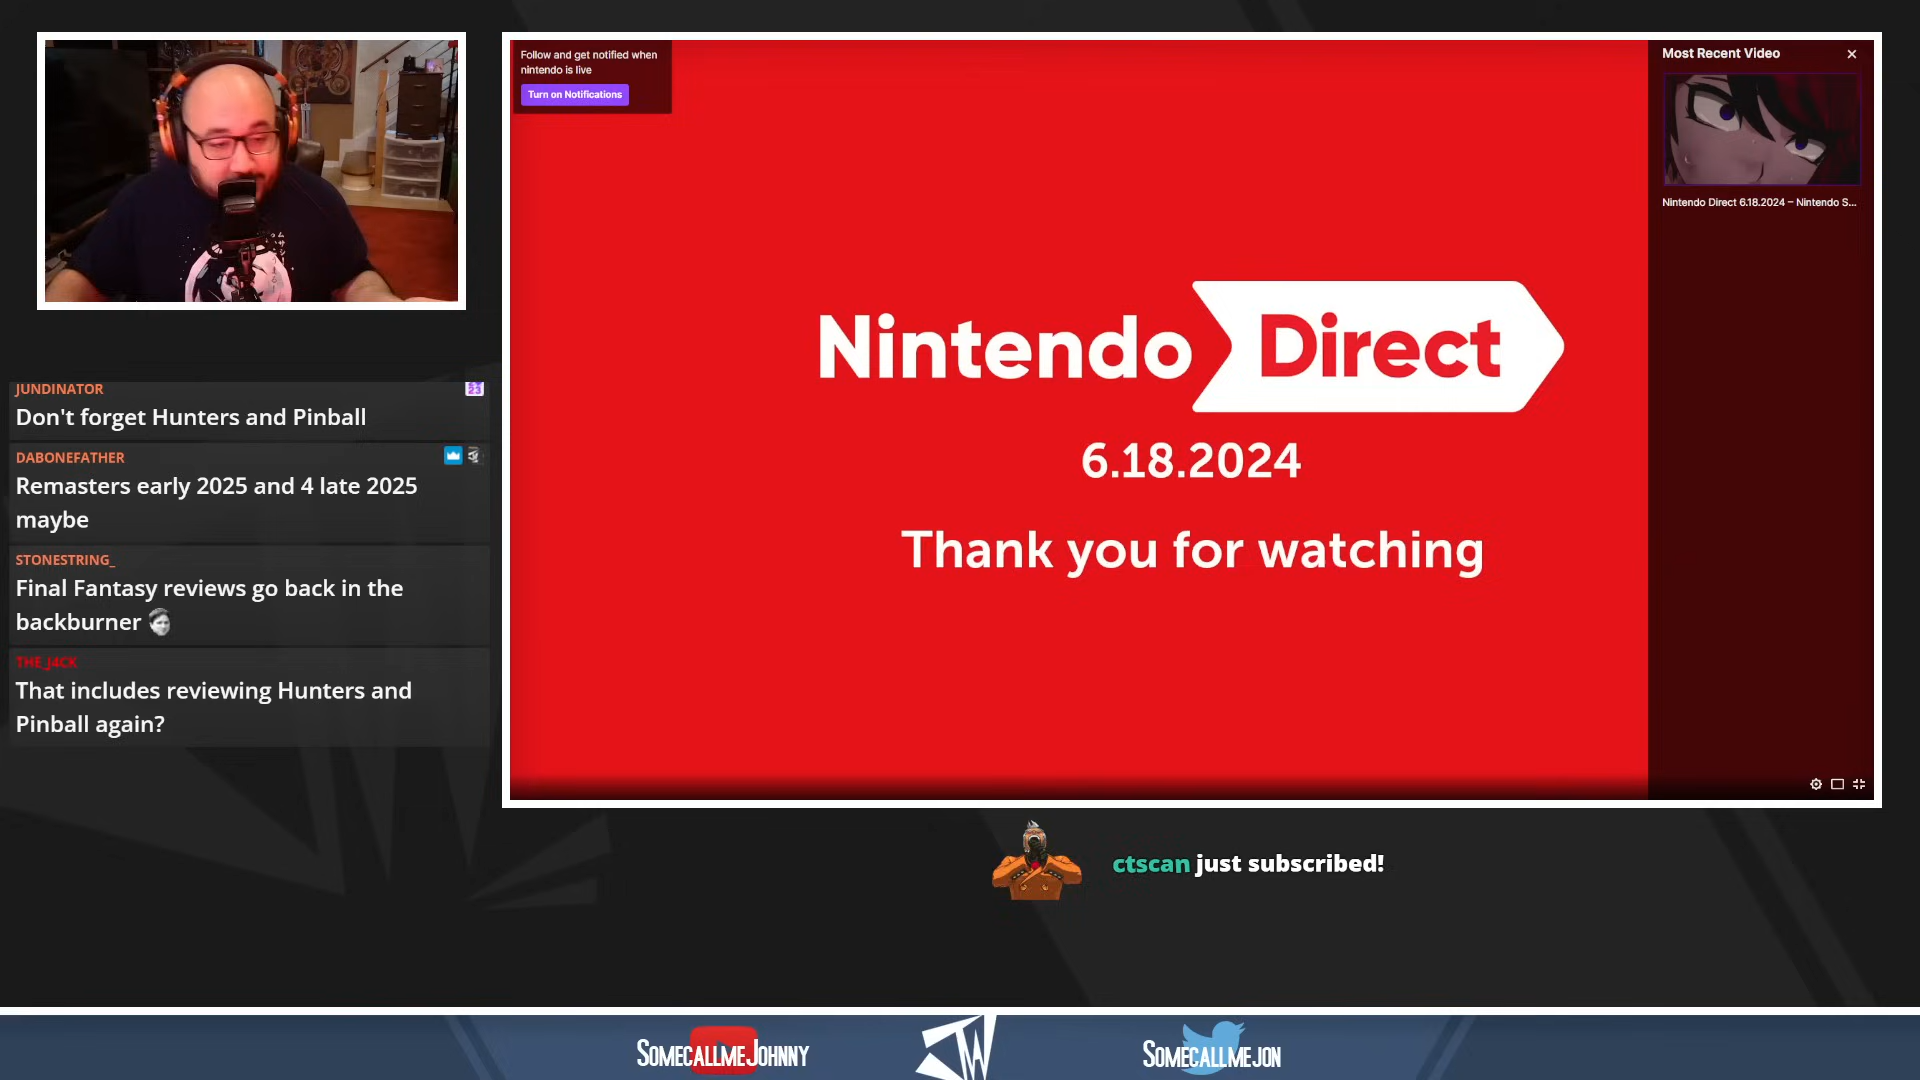 Follow and get notified when
nintendo is live
Turn on Notifications
Most Recent Video
Nintendo Direct 6.18.2024 – Nintendo S...
Nintendo Direct
6.18.2024
Thank you for watching
JUNDINATOR
Don't forget Hunters and Pinball
DABONEFATHER
Remasters early 2025 and 4 late 2025
maybe
STONESTRING_
Final Fantasy reviews go back in the
backburner
THE_J4CK
That includes reviewing Hunters and
Pinball again?
ctscan just subscribed!
SOMECALLMEJOHNNY
SOMECALLMEJON